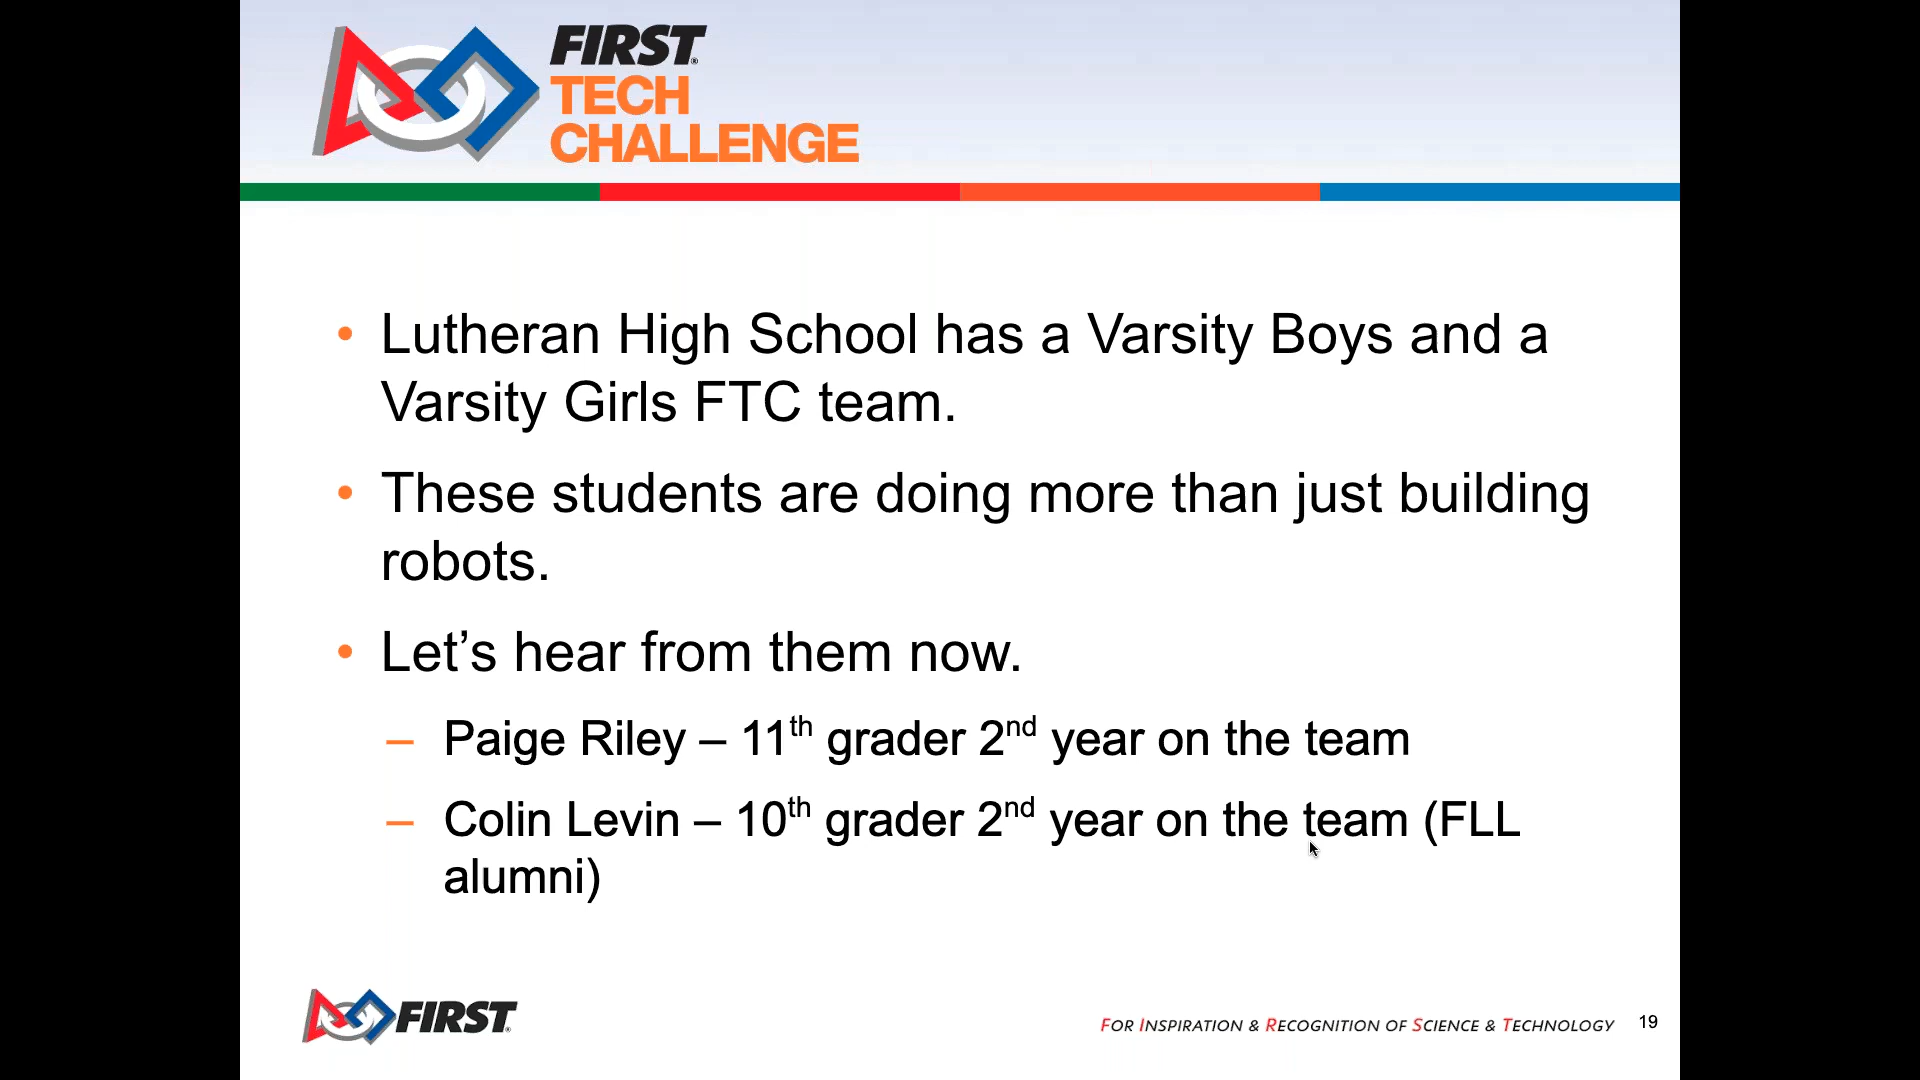 FIRST®
TECH
CHALLENGE
• Lutheran High School has a Varsity Boys and a
Varsity Girls FTC team.
• These students are doing more than just building
robots.
• Let’s hear from them now.
– Paige Riley – 11th grader 2nd year on the team
– Colin Levin – 10th grader 2nd year on the team (FLL
alumni)
FIRST®
FOR INSPIRATION & RECOGNITION OF SCIENCE & TECHNOLOGY 19